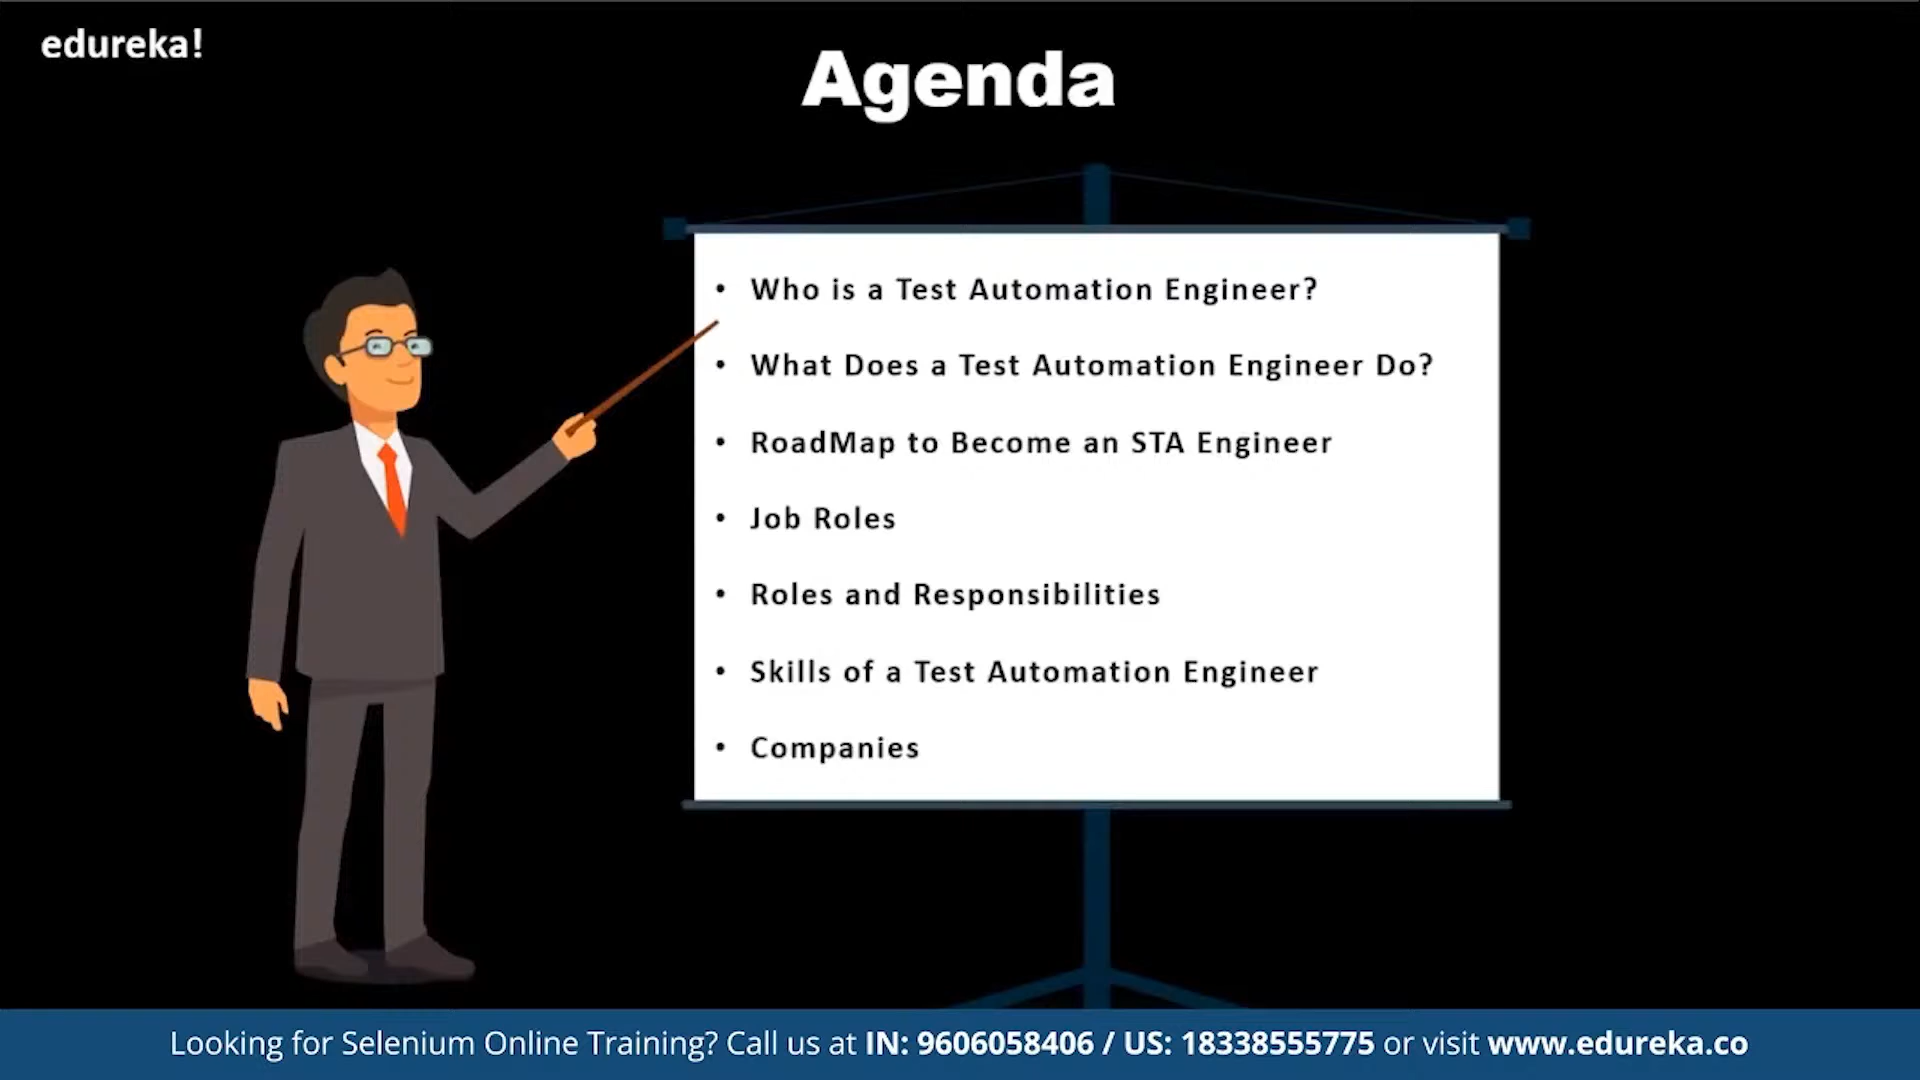 edureka!
Agenda
• Who is a Test Automation Engineer?
• What Does a Test Automation Engineer Do?
• RoadMap to Become an STA Engineer
• Job Roles
• Roles and Responsibilities
• Skills of a Test Automation Engineer
• Companies
Looking for Selenium Online Training? Call us at IN: 9606058406 / US: 18338555775 or visit www.edureka.co